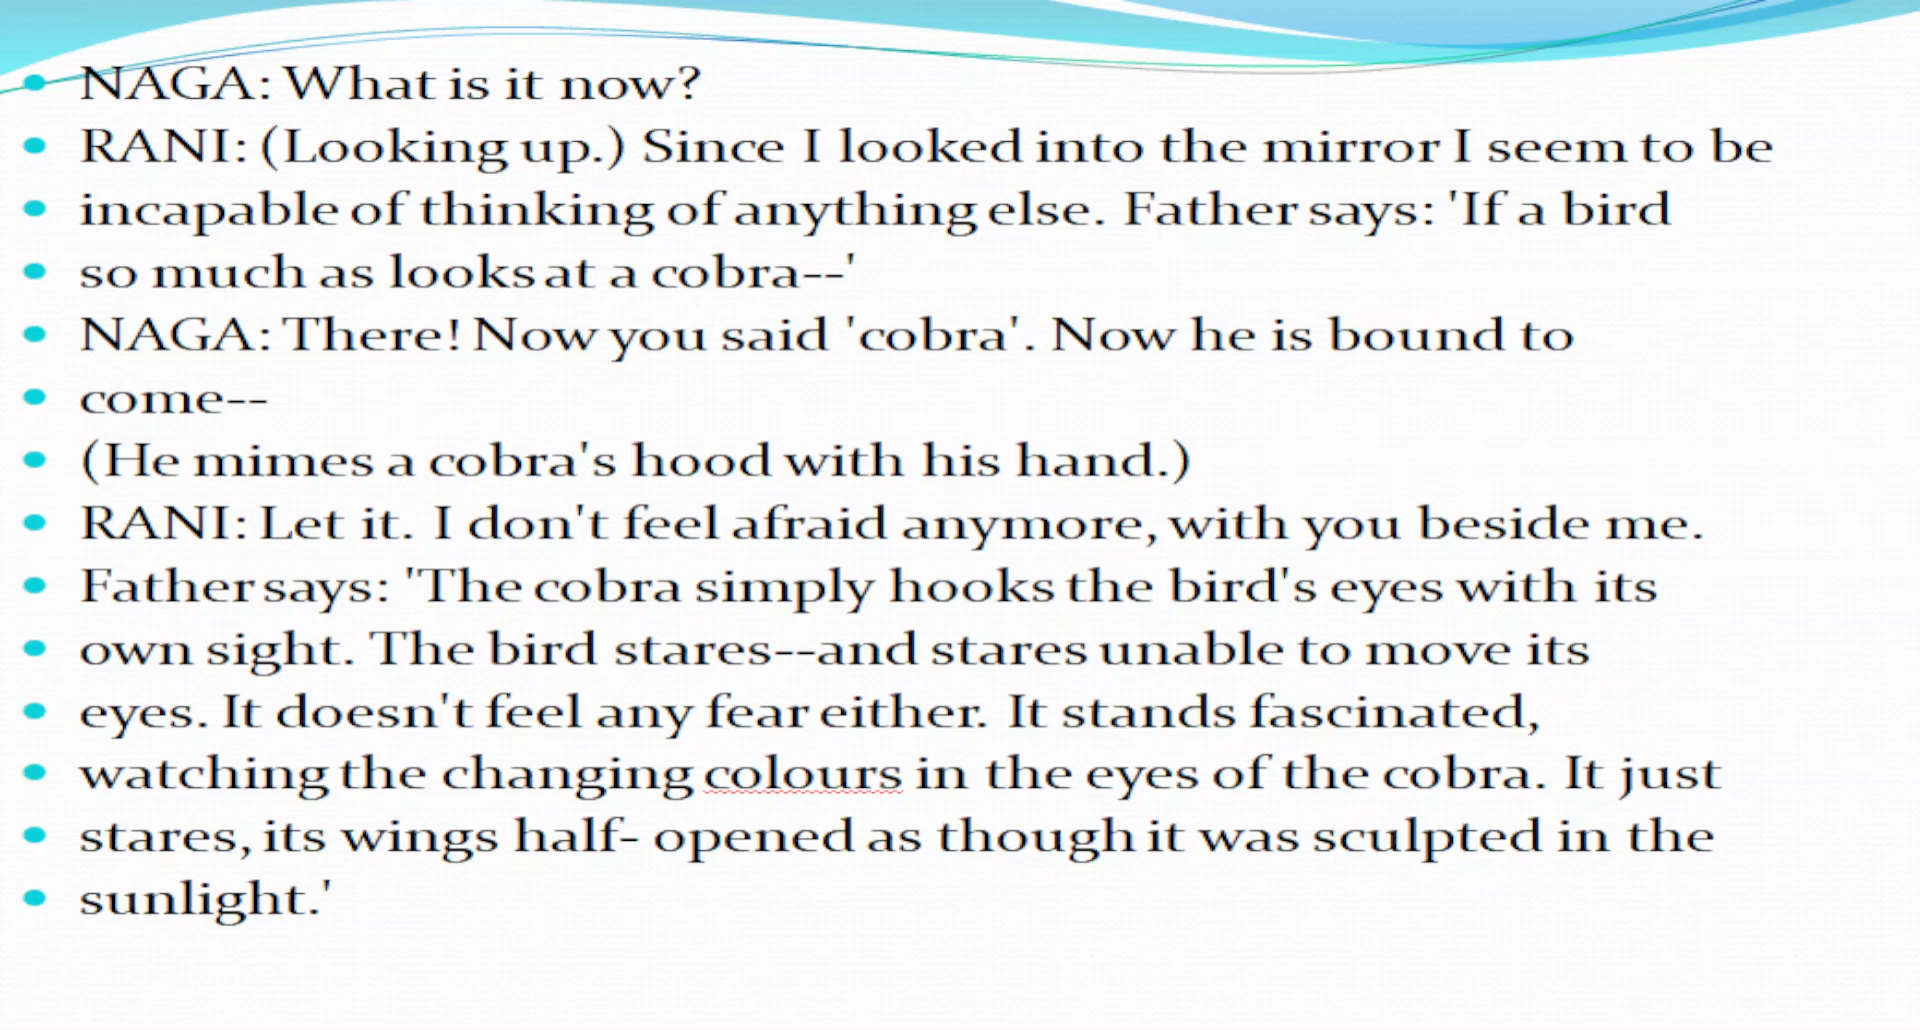 NAGA: What is it now?
RANI: (Looking up.) Since I looked into the mirror I seem to be
incapable of thinking of anything else. Father says: 'If a bird
so much as looks at a cobra--'
NAGA: There! Now you said 'cobra'. Now he is bound to
come--
(He mimes a cobra's hood with his hand.)
RANI: Let it. I don't feel afraid anymore, with you beside me.
Father says: 'The cobra simply hooks the bird's eyes with its
own sight. The bird stares--and stares unable to move its
eyes. It doesn't feel any fear either. It stands fascinated,
watching the changing colours in the eyes of the cobra. It just
stares, its wings half- opened as though it was sculpted in the
sunlight.'